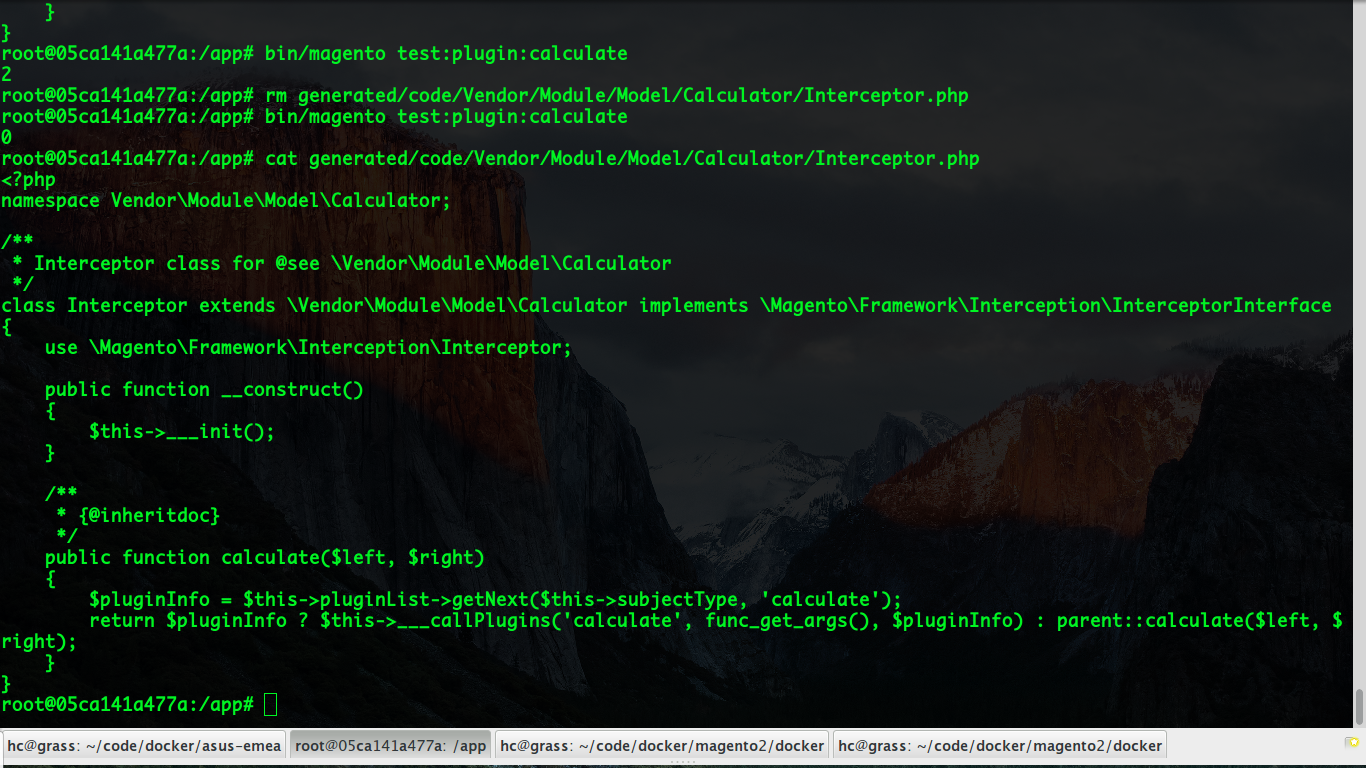 }
}
root@05ca141a477a:/app# bin/magento test:plugin:calculate
2
root@05ca141a477a:/app# rm generated/code/Vendor/Module/Model/Calculator/Interceptor.php
root@05ca141a477a:/app# bin/magento test:plugin:calculate
0
root@05ca141a477a:/app# cat generated/code/Vendor/Module/Model/Calculator/Interceptor.php
<?php
namespace Vendor\Module\Model\Calculator;

/**
 * Interceptor class for @see \Vendor\Module\Model\Calculator
 */
class Interceptor extends \Vendor\Module\Model\Calculator implements \Magento\Framework\Interception\InterceptorInterface
{
    use \Magento\Framework\Interception\Interceptor;

    public function __construct()
    {
        $this->___init();
    }

    /**
     * {@inheritdoc}
     */
    public function calculate($left, $right)
    {
        $pluginInfo = $this->pluginList->getNext($this->subjectType, 'calculate');
        return $pluginInfo ? $this->___callPlugins('calculate', func_get_args(), $pluginInfo) : parent::calculate($left, $
right);
    }
}
root@05ca141a477a:/app#
hc@grass: ~/code/docker/asus-emea
root@05ca141a477a: /app
hc@grass: ~/code/docker/magento2/docker
hc@grass: ~/code/docker/magento2/docker